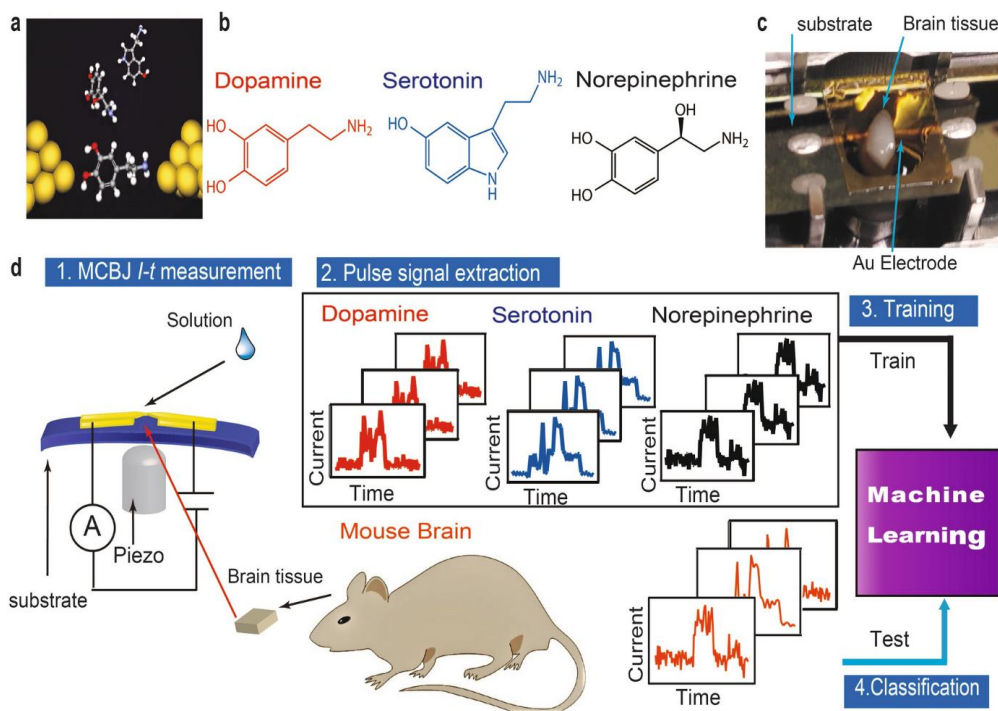 a
b
c
Dopamine
Serotonin
Norepinephrine
HO
HO
NH2
HO
NH2
N
H
HO
HO
OH
NH2
substrate
Brain tissue
Au Electrode
d
1. MCBJ I-t measurement
2. Pulse signal extraction
Solution
A
Piezo
substrate
Brain tissue
Dopamine
Serotonin
Norepinephrine
Current
Time
Current
Time
Current
Time
3. Training
Train
Machine
Learning
Mouse Brain
Current
Time
Test
4.Classification